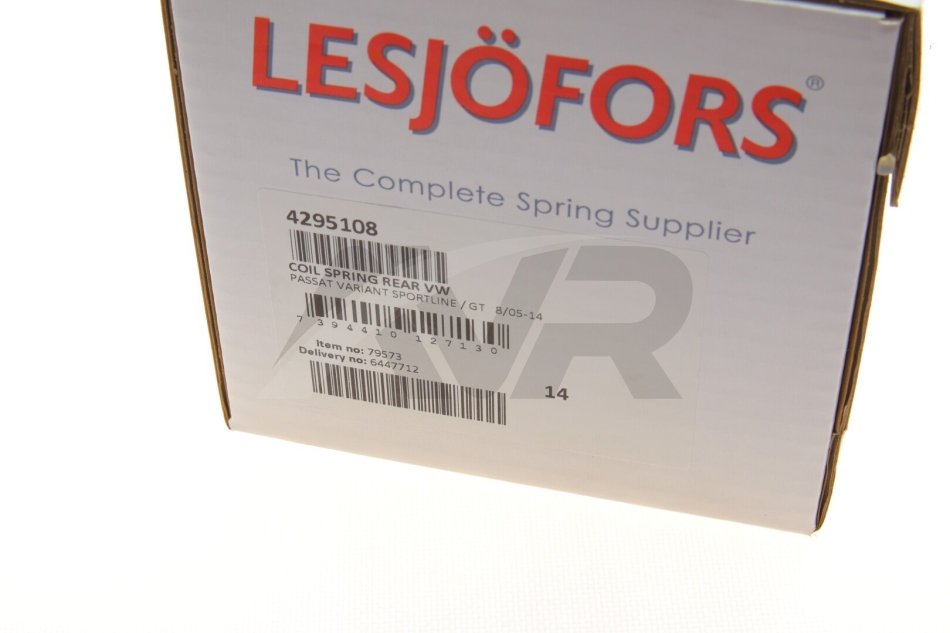 LESJÖFORS®
The Complete Spring Supplier
4295108
COIL SPRING REAR VW
PASSAT VARIANT SPORTLINE / GT 8/05-14
7 394410 127130
Item no: 79573
Delivery no: 6447712
14
AVR